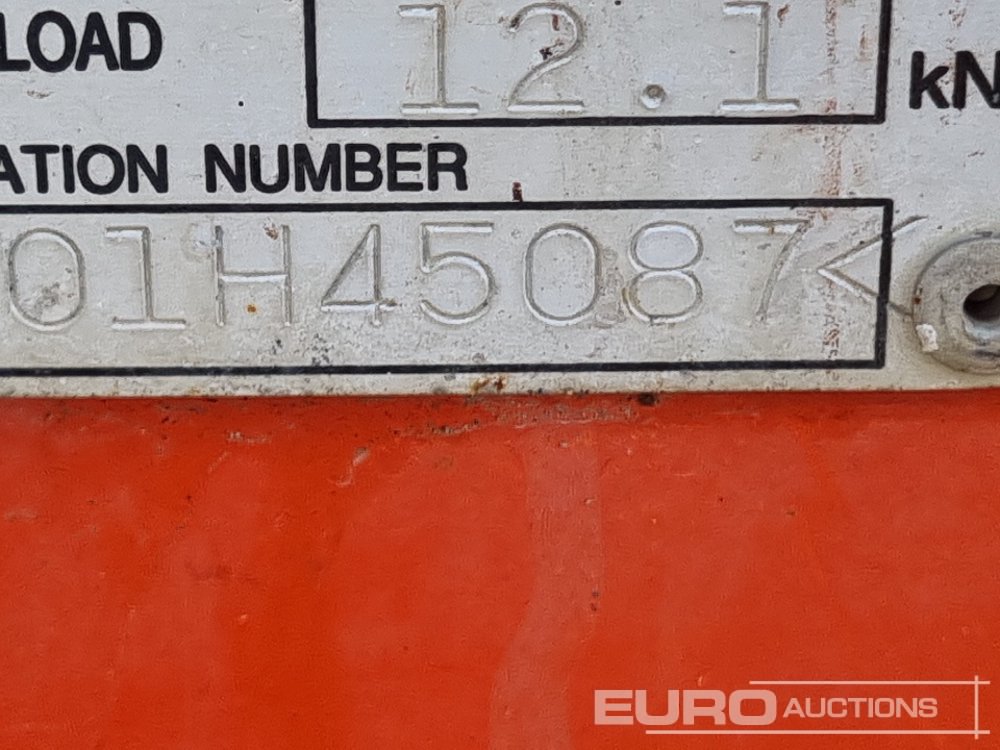 LOAD 12.1 kN
ATION NUMBER
01H45087<
EURO AUCTIONS